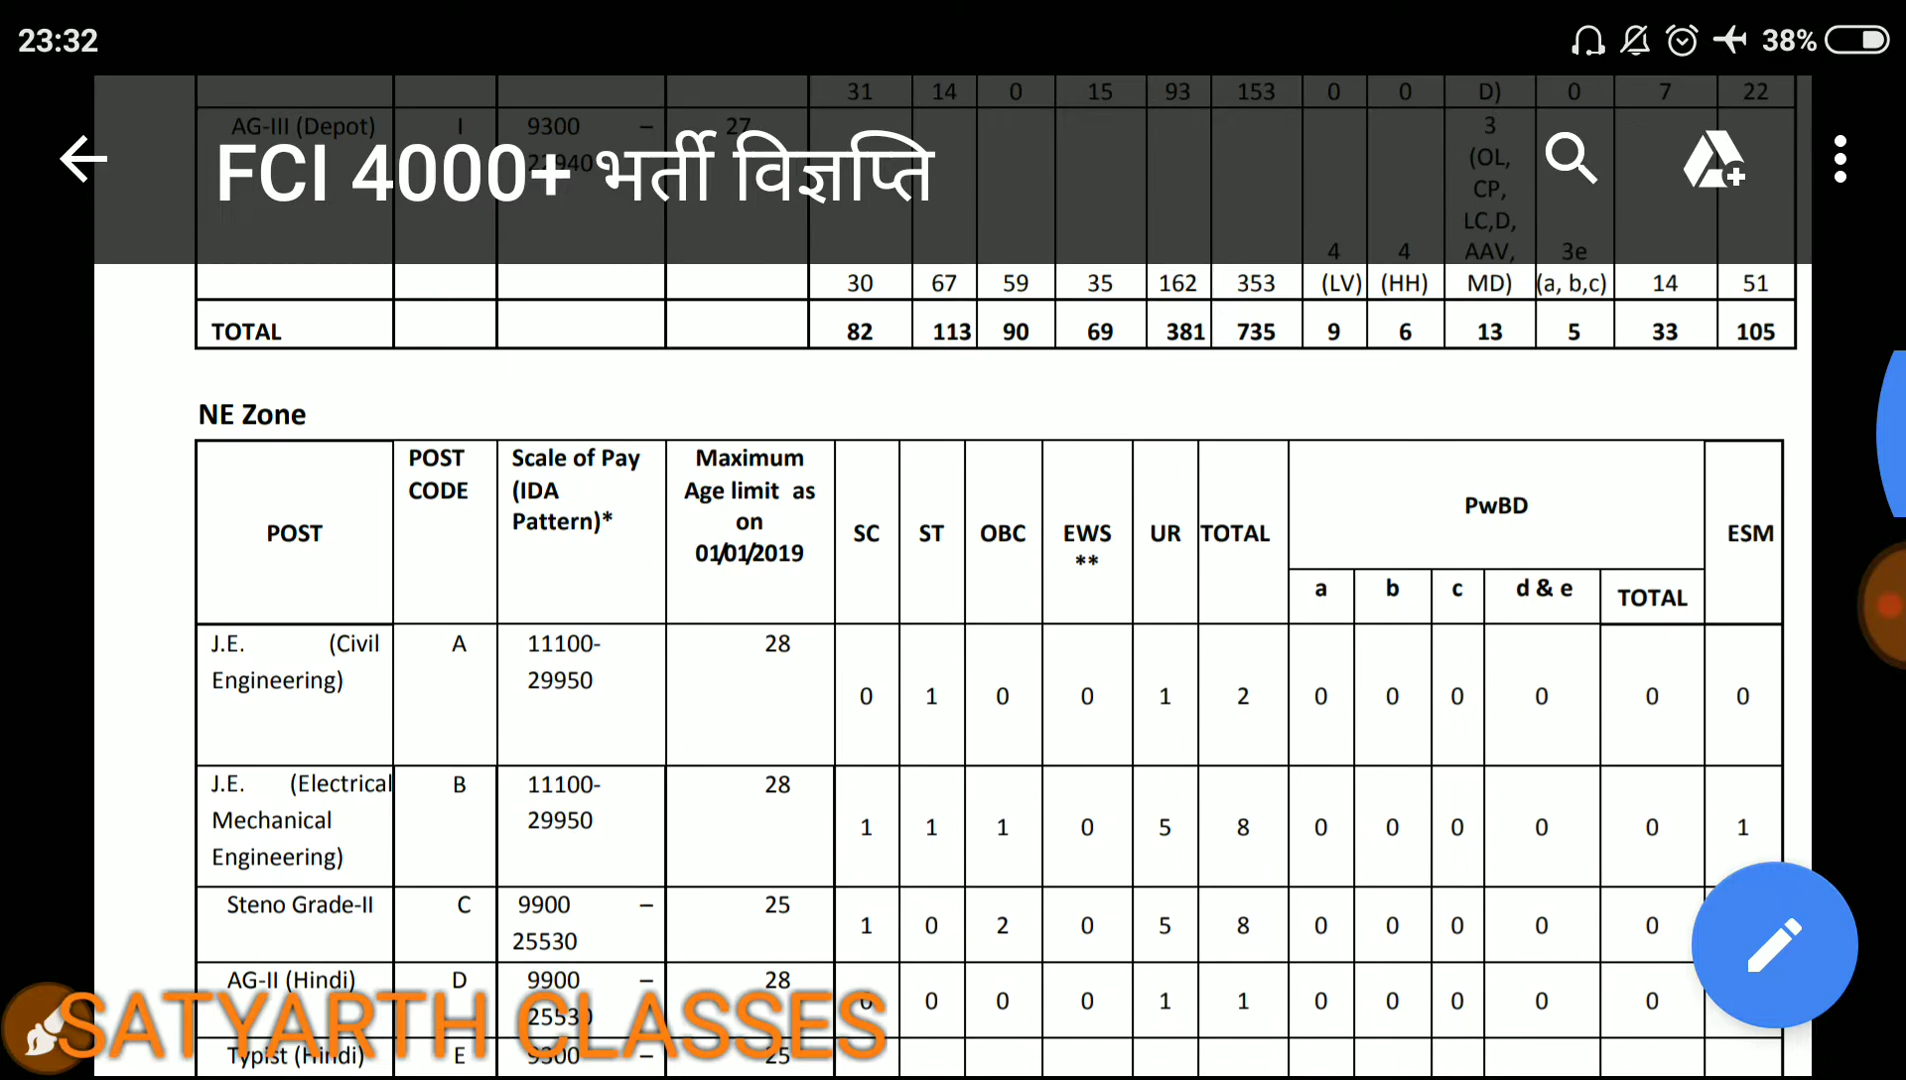 23:32 38%
31 14 0 15 93 153 0 0 D) 0 7 22
AG-III (Depot) I 9300 – 27 3
FCI 4000+ भर्ती विज्ञप्ति
(OL,
CP,
LC,D,
4 4 AAV, 3e
30 67 59 35 162 353 (LV) (HH) MD) (a, b,c) 14 51
TOTAL 82 113 90 69 381 735 9 6 13 5 33 105
NE Zone
POST
POST CODE
Scale of Pay
(IDA
Pattern)*
Maximum
Age limit as
on
01/01/2019
SC ST OBC EWS UR TOTAL
**
PwBD
ESM
a b c d & e TOTAL
J.E. (Civil A 11100- 28
Engineering) 29950
0 1 0 0 1 2 0 0 0 0 0 0
J.E. (Electrical B 11100- 28
Mechanical 29950
1 1 1 0 5 8 0 0 0 0 0 1
Engineering)
Steno Grade-II C 9900 – 25
25530
1 0 2 0 5 8 0 0 0 0 0
AG-II (Hindi) D 9900 – 28
25530
0 0 0 0 1 1 0 0 0 0 0
SATYARTH CLASSES
Typist (Hindi) E 9300 – 25